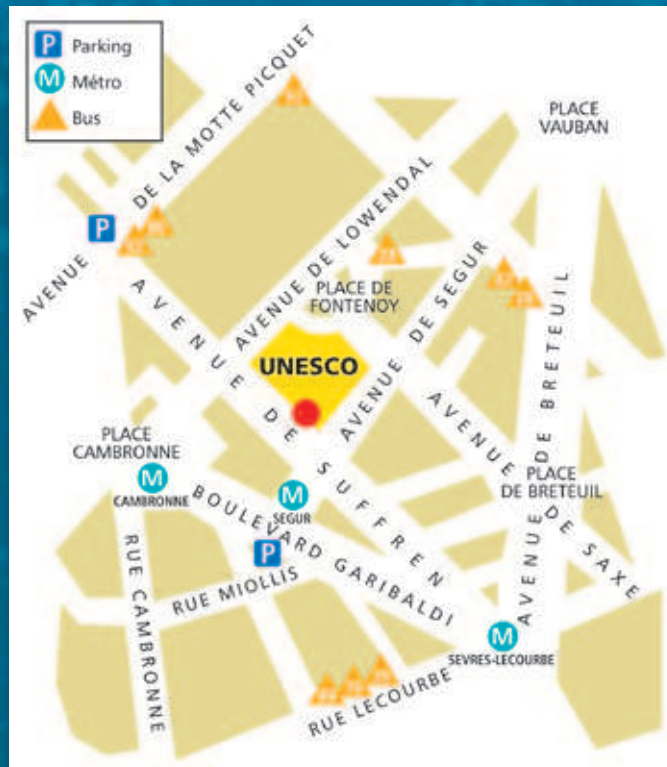 P Parking
M Métro
Bus
AVENUE DE LA MOTTE PICQUET
PLACE
VAUBAN
P
AVENUE DE LOWENDAL
PLACE DE
FONTENOY
AVENUE DE SEGUR
AVENUE DE BRETEUIL
AVENUE DE SUFFREN
UNESCO
AVENUE DE SAXE
PLACE
CAMBRONNE
M
CAMBRONNE
M
SEGUR
PLACE
DE BRETEUIL
BOULEVARD GARIBALDI
P
RUE MIOLLIS
RUE CAMBRONNE
M
SEVRES-LECOURBE
RUE LECOURBE